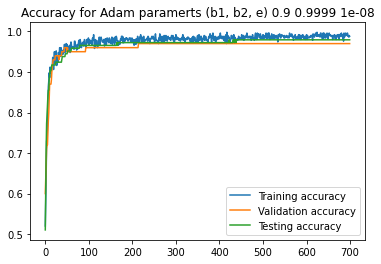 Accuracy for Adam paramerts (b1, b2, e) 0.9 0.9999 1e-08
1.0
0.9
0.8
0.7
0.6
0.5
0 100 200 300 400 500 600 700
Training accuracy
Validation accuracy
Testing accuracy